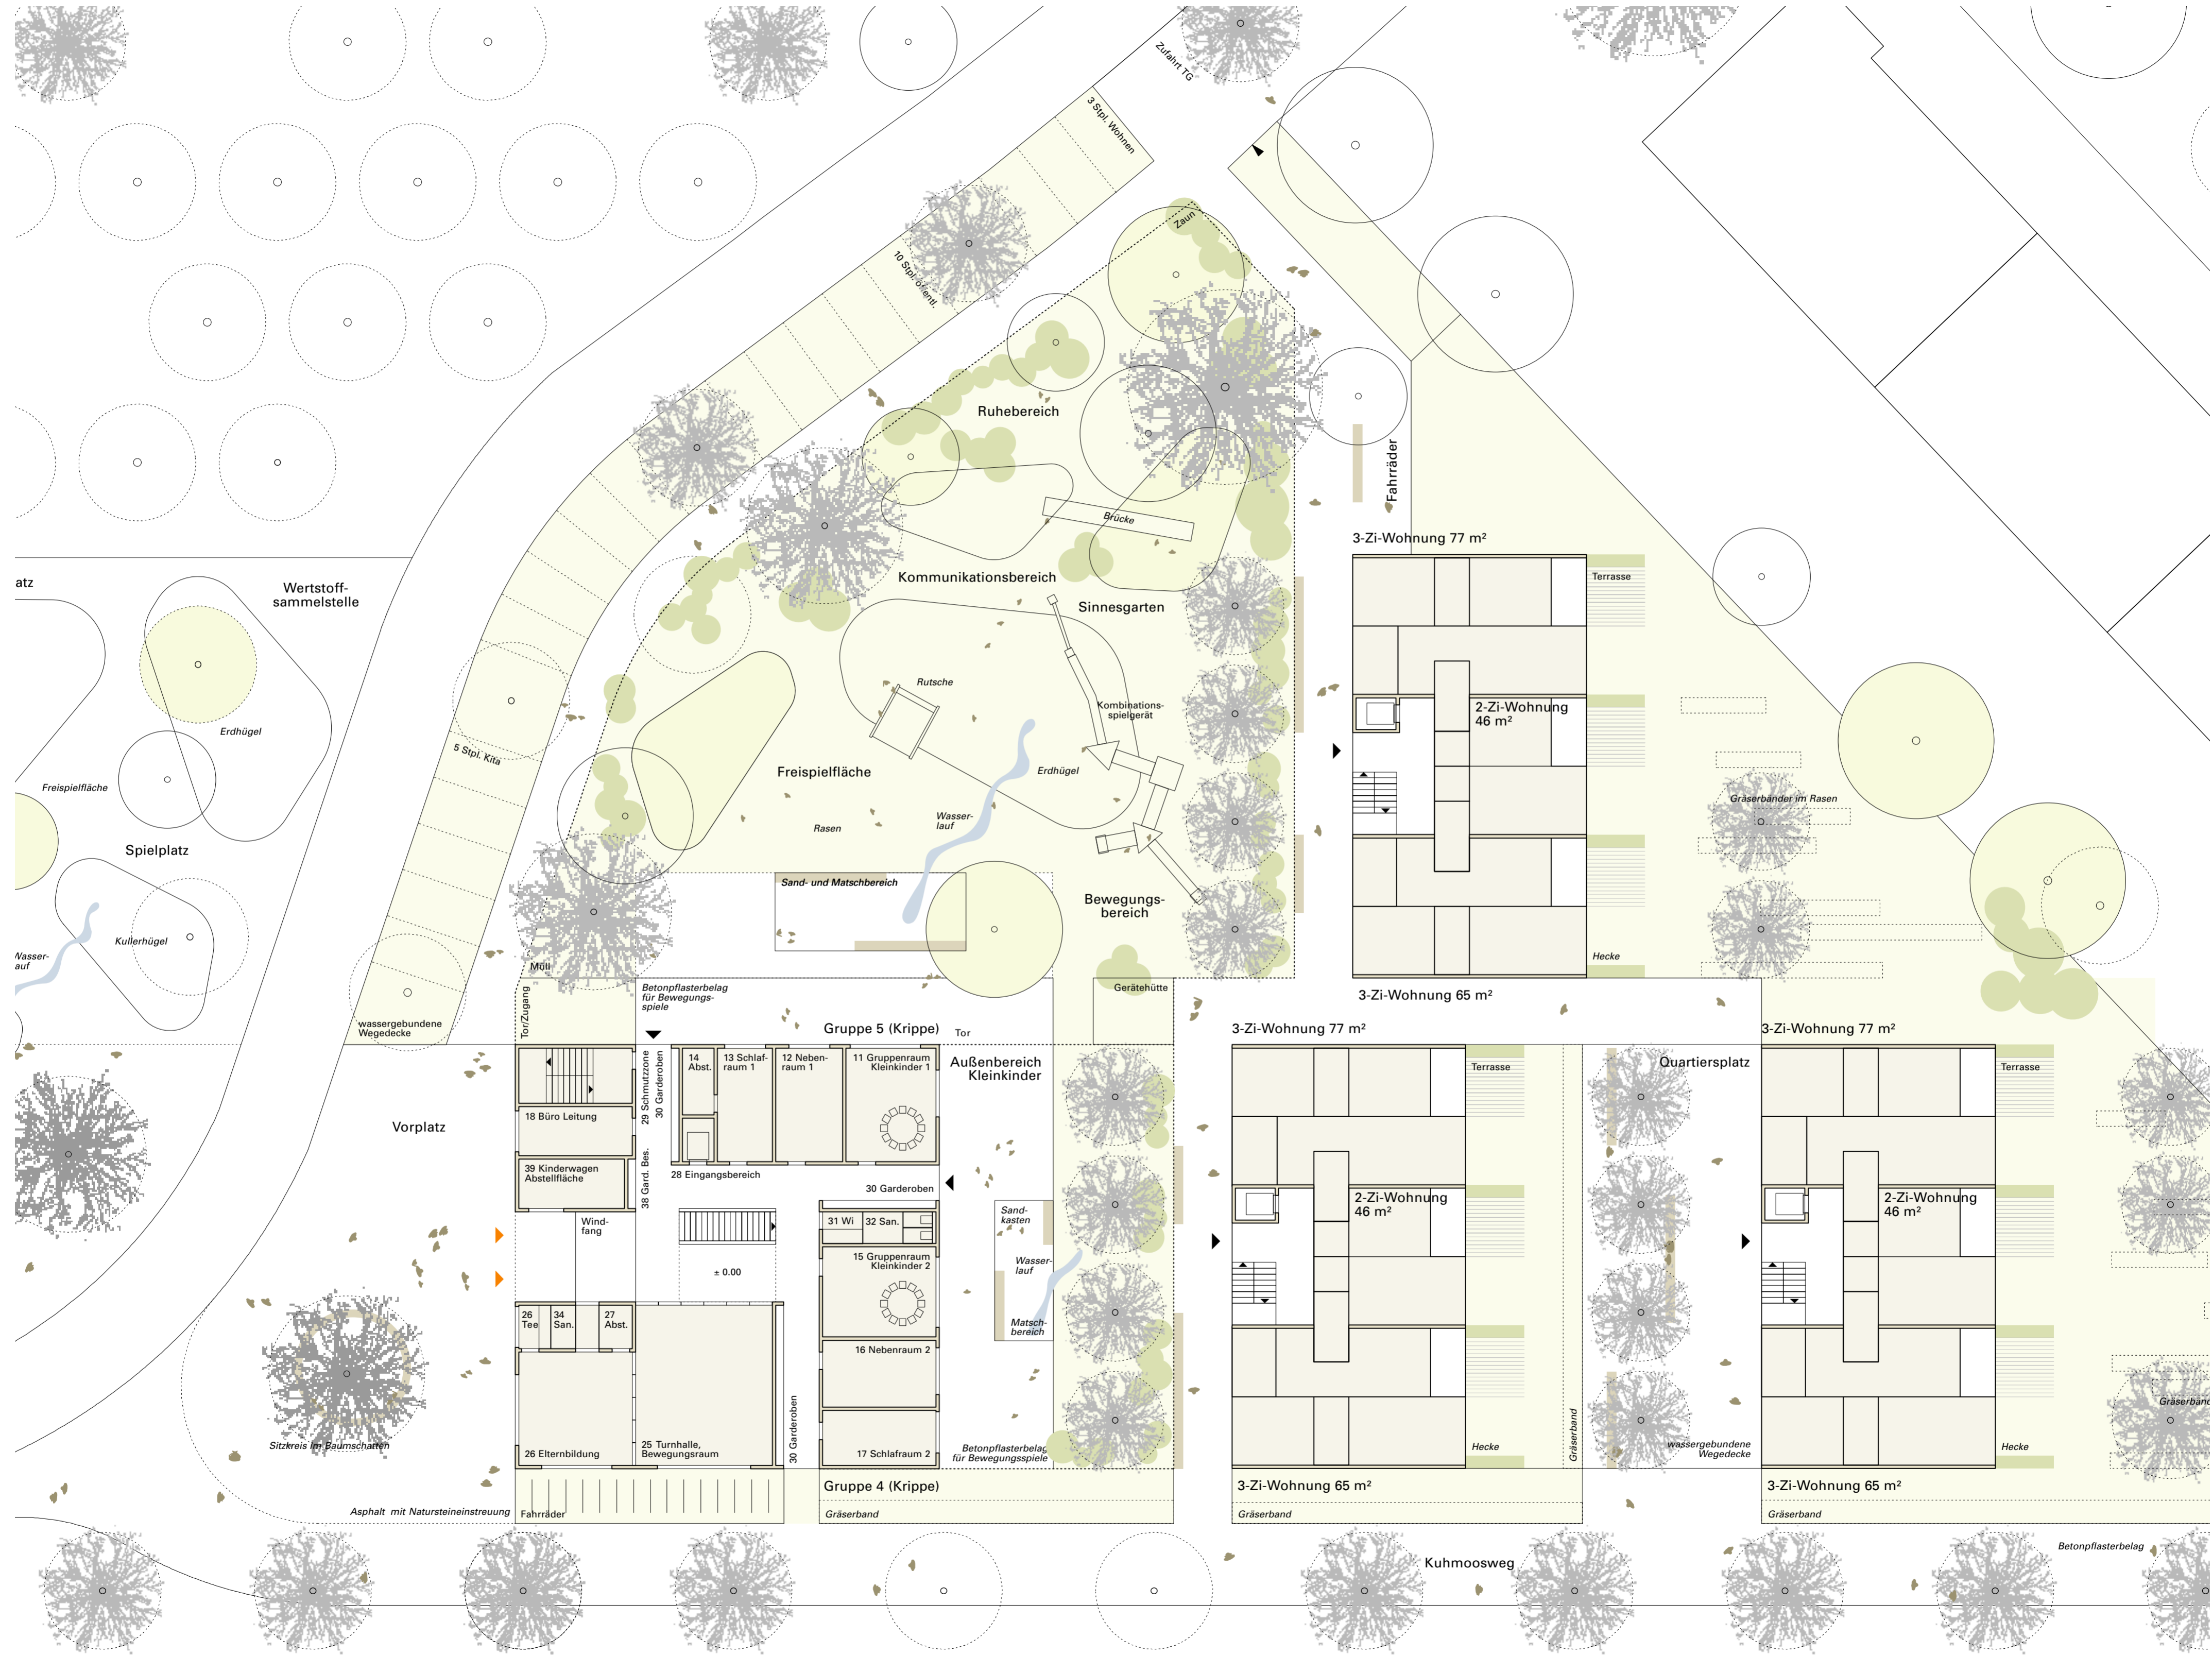 Zufahrt TG
3 Stpl. Wohnen
Zaun
10 Stpl. öffentl.
Ruhebereich
Fahrräder
Brücke
3-Zi-Wohnung 77 m²
Terrasse
Kommunikationsbereich
Sinnesgarten
atz
Wertstoff-
sammelstelle
Erdhügel
Freispielfläche
Spielplatz
Kullerhügel
Wasser-
auf
5 Stpl. Kita
Rutsche
Kombinations-
spielgerät
Freispielfläche
Erdhügel
Rasen
Wasser-
lauf
2-Zi-Wohnung
46 m²
Gräserbänder im Rasen
Sand- und Matschbereich
Bewegungs-
bereich
Hecke
Müll
Tor/Zugang
Betonpflasterbelag
für Bewegungs-
spiele
Gerätehütte
3-Zi-Wohnung 65 m²
wassergebundene
Wegedecke
Gruppe 5 (Krippe)
Tor
3-Zi-Wohnung 77 m²
3-Zi-Wohnung 77 m²
29 Schmutzzone
30 Garderoben
14
Abst.
13 Schlaf-
raum 1
12 Neben-
raum 1
11 Gruppenraum
Kleinkinder 1
Außenbereich
Kleinkinder
Terrasse
Quartiersplatz
Terrasse
Vorplatz
18 Büro Leitung
39 Kinderwagen
Abstellfläche
38 Gard. Bes.
28 Eingangsbereich
30 Garderoben
Wind-
fang
31 Wi
32 San.
Sand-
kasten
2-Zi-Wohnung
46 m²
2-Zi-Wohnung
46 m²
15 Gruppenraum
Kleinkinder 2
Wasser-
lauf
± 0.00
26
Tee
34
San.
27
Abst.
Matsch-
bereich
16 Nebenraum 2
30 Garderoben
Gräserband
Gräserband
Sitzkreis im Baumschatten
26 Elternbildung
25 Turnhalle,
Bewegungsraum
17 Schlafraum 2
Betonpflasterbelag
für Bewegungsspiele
Hecke
wassergebundene
Wegedecke
Hecke
Gruppe 4 (Krippe)
3-Zi-Wohnung 65 m²
3-Zi-Wohnung 65 m²
Asphalt mit Natursteineinstreuung
Fahrräder
Gräserband
Gräserband
Gräserband
Kuhmoosweg
Betonpflasterbelag